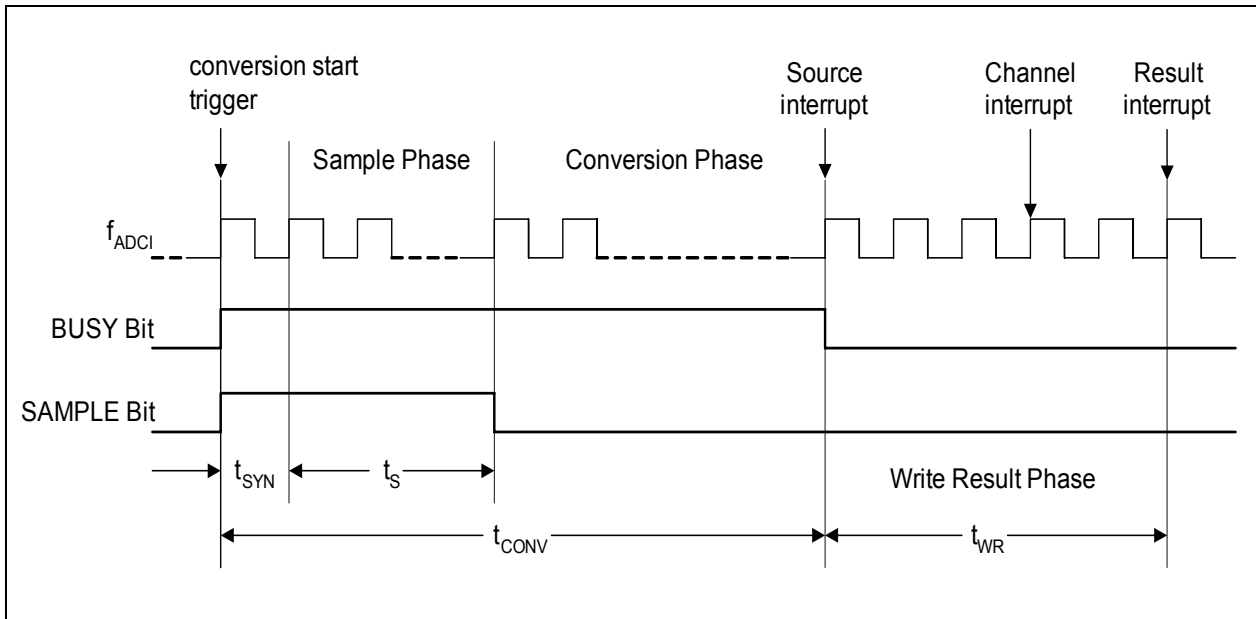 conversion start
trigger
Source
interrupt
Channel
interrupt
Result
interrupt
Sample Phase
Conversion Phase
fADCI
BUSY Bit
SAMPLE Bit
tSYN
tS
Write Result Phase
tCONV
tWR